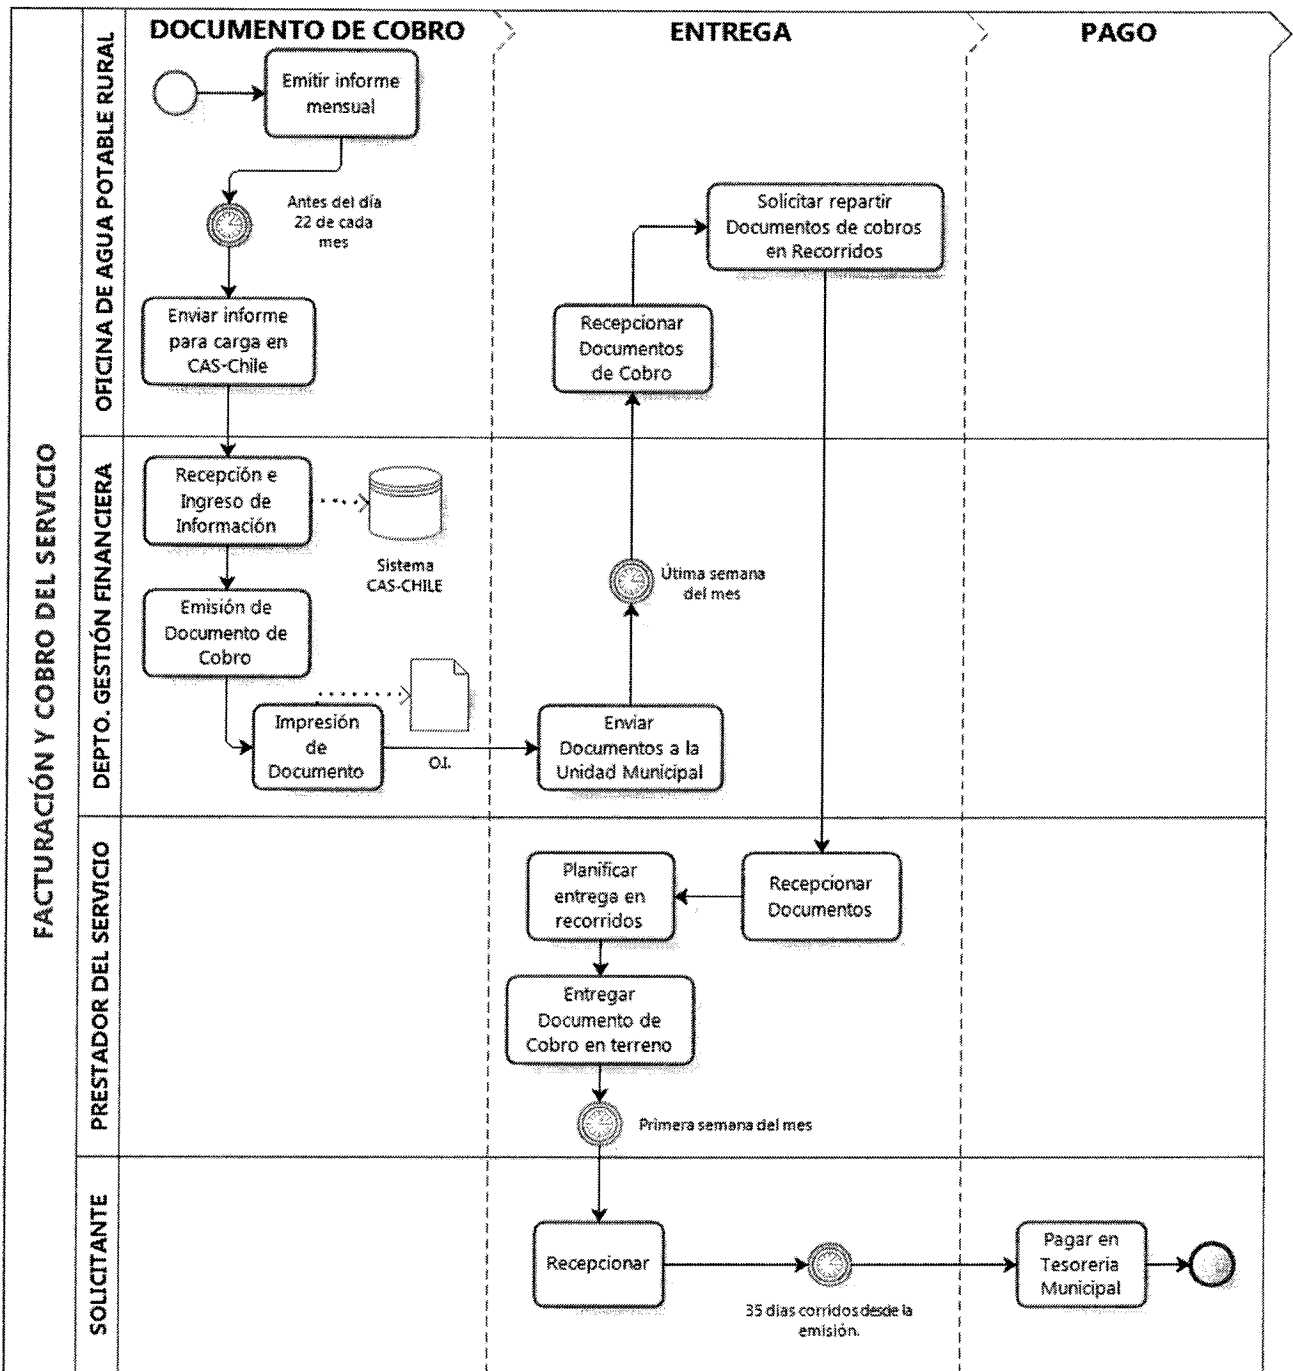 DOCUMENTO DE COBRO
ENTREGA
PAGO
FACTURACIÓN Y COBRO DEL SERVICIO
OFICINA DE AGUA POTABLE RURAL
Emitir informe
mensual
Antes del día
22 de cada
mes
Enviar informe
para carga en
CAS-Chile
Solicitar repartir
Documentos de cobros
en Recorridos
Recepcionar
Documentos
de Cobro
DEPTO. GESTIÓN FINANCIERA
Recepción e
Ingreso de
Información
Sistema
CAS-CHILE
Emisión de
Documento de
Cobro
Impresión
de
Documento
O.I.
Útima semana
del mes
Enviar
Documentos a la
Unidad Municipal
PRESTADOR DEL SERVICIO
Planificar
entrega en
recorridos
Recepcionar
Documentos
Entregar
Documento de
Cobro en terreno
Primera semana del mes
SOLICITANTE
Recepcionar
35 dias corridos desde la
emisión.
Pagar en
Tesoreria
Municipal